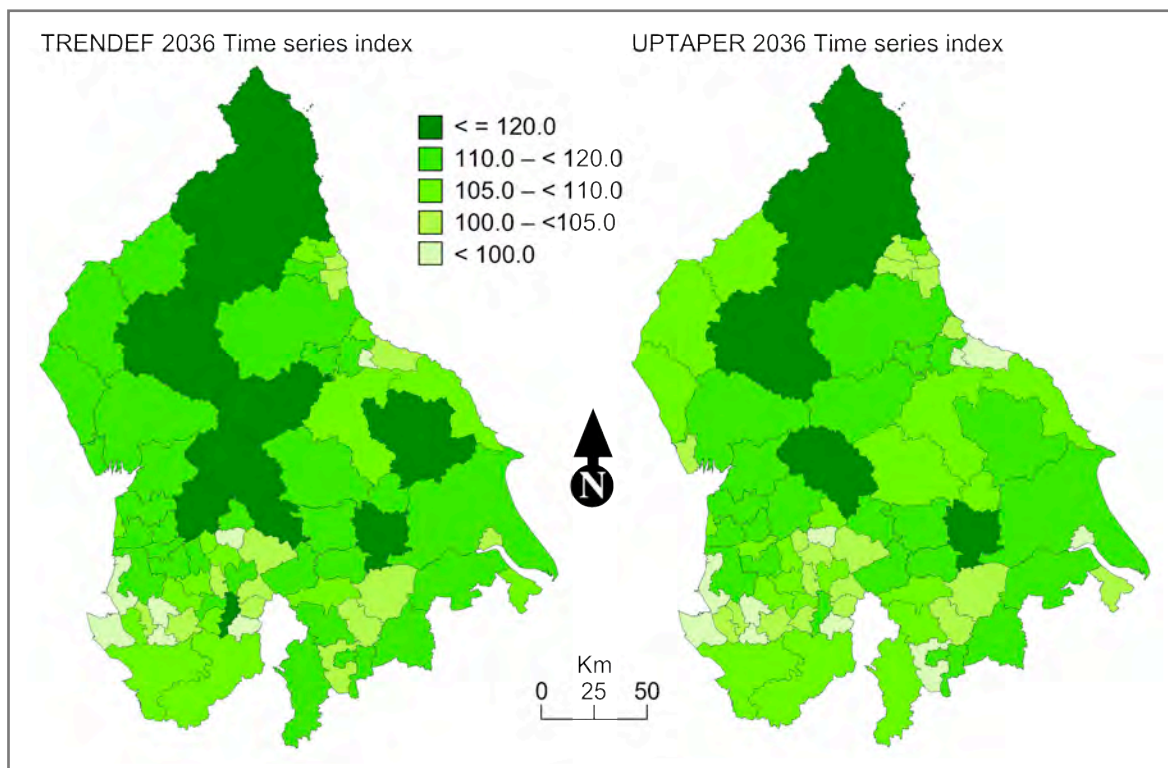 TRENDEF 2036 Time series index
UPTAPER 2036 Time series index
< = 120.0
110.0 – < 120.0
105.0 – < 110.0
100.0 – <105.0
< 100.0
N
Km
0 25 50